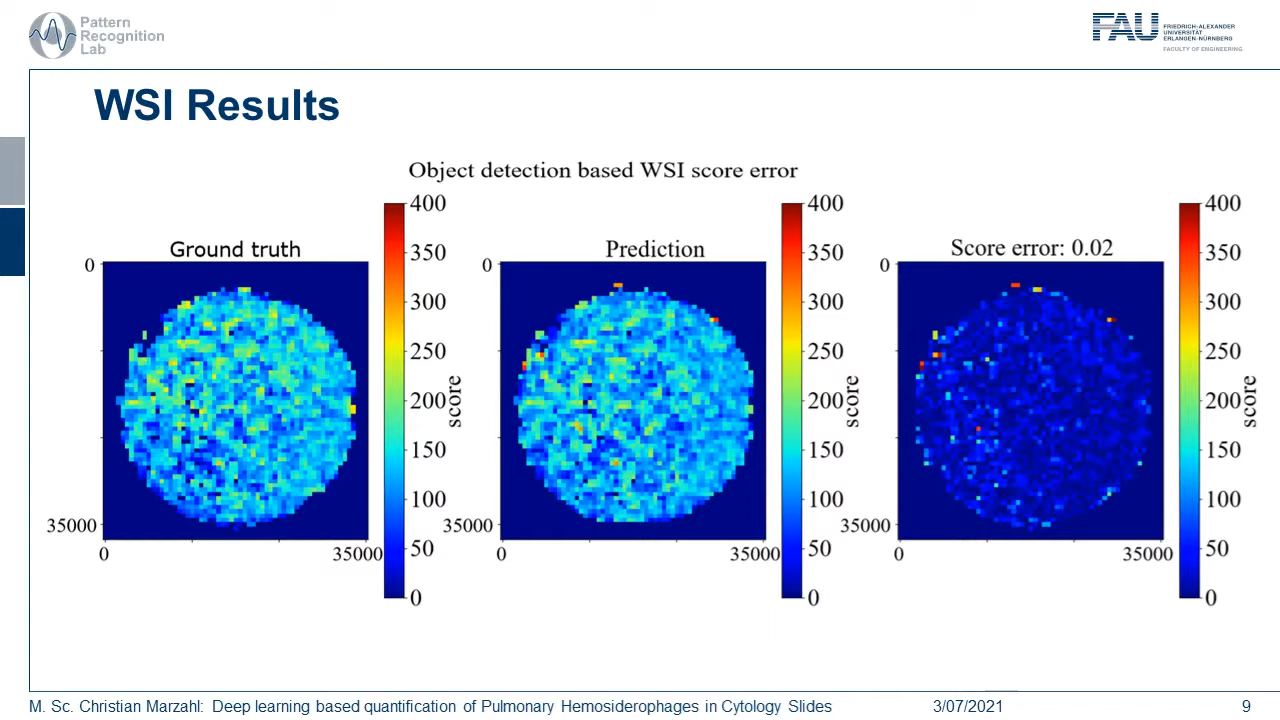 Pattern
Recognition
Lab
FAU
FRIEDRICH-ALEXANDER
UNIVERSITÄT
ERLANGEN-NÜRNBERG
FACULTY OF ENGINEERING
WSI Results
Object detection based WSI score error
Ground truth
0
35000
0
35000
400
350
300
250
200
150
100
50
0
score
Prediction
0
35000
0
35000
400
350
300
250
200
150
100
50
0
score
Score error: 0.02
0
35000
0
35000
400
350
300
250
200
150
100
50
0
score
M. Sc. Christian Marzahl: Deep learning based quantification of Pulmonary Hemosiderophages in Cytology Slides
3/07/2021
9